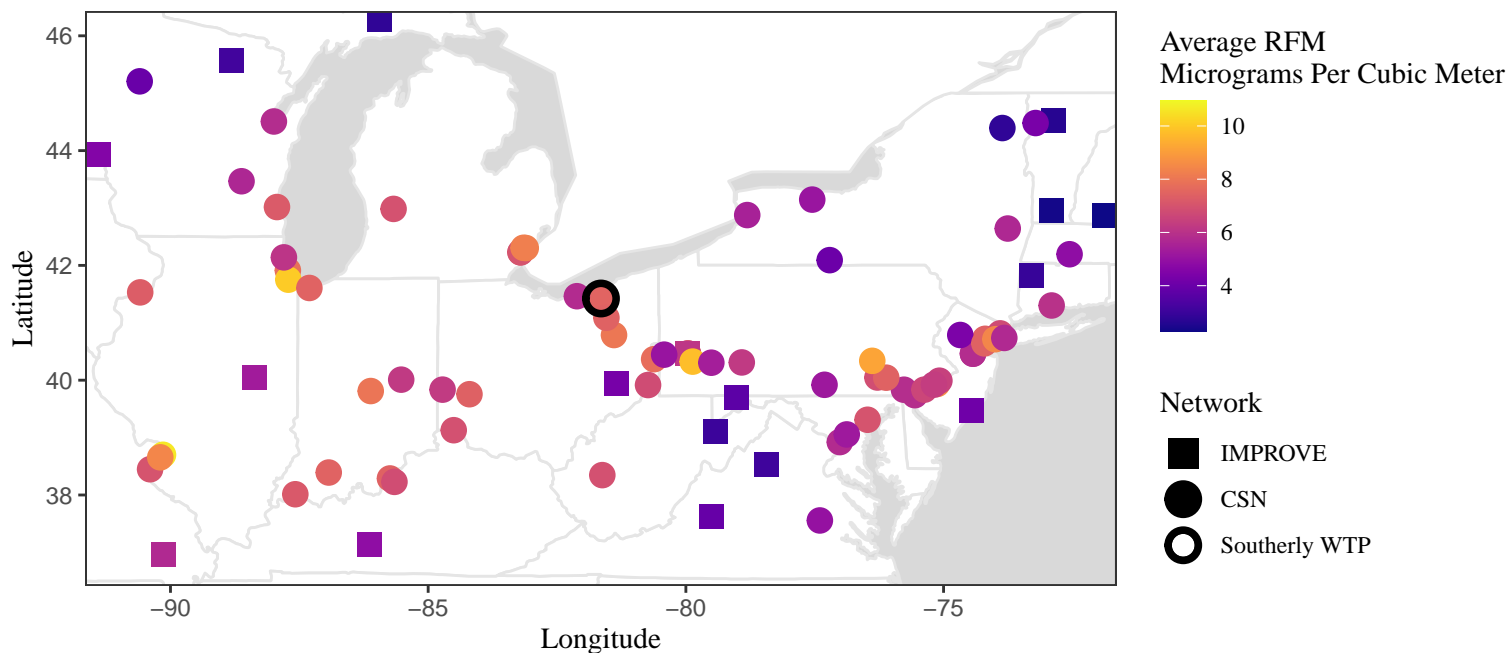 46
44
42
40
38
Latitude
−90
−85
−80
−75
Longitude
Average RFM
Micrograms Per Cubic Meter
10
8
6
4
Network
IMPROVE
CSN
Southerly WTP